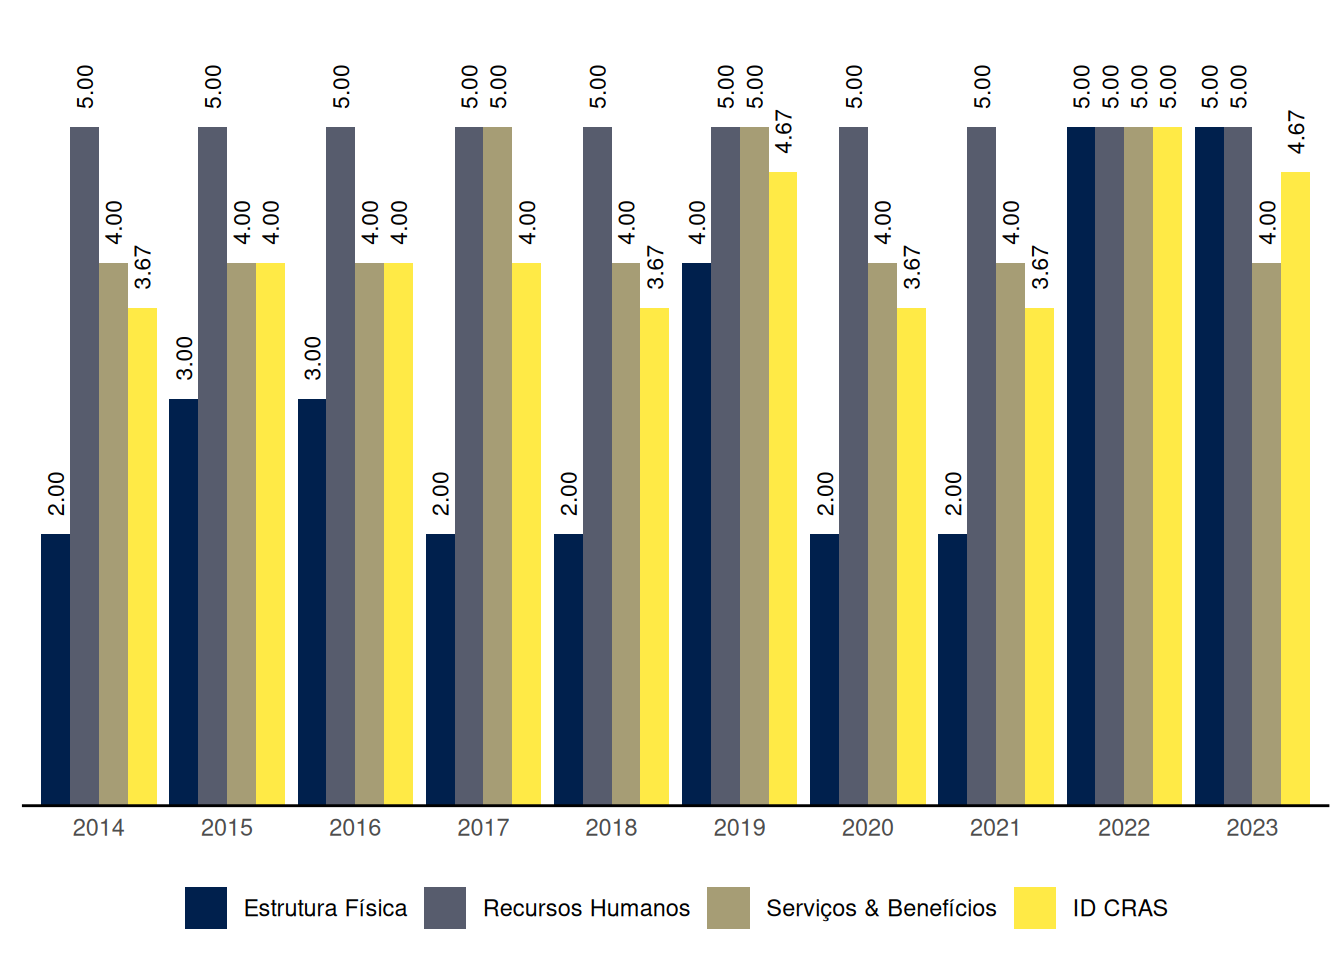 5.00 5.00 5.00 5.00 5.00 5.00 5.00 5.00 5.00 5.00 5.00 5.00 5.00 5.00 5.00 5.00
4.67 4.67
4.00 4.00 4.00 4.00 4.00 4.00 4.00 4.00 4.00 4.00 4.00 4.00
3.67 3.67 3.67 3.67
3.00 3.00
2.00 2.00 2.00 2.00 2.00
2014 2015 2016 2017 2018 2019 2020 2021 2022 2023
Estrutura Física Recursos Humanos Serviços & Benefícios ID CRAS